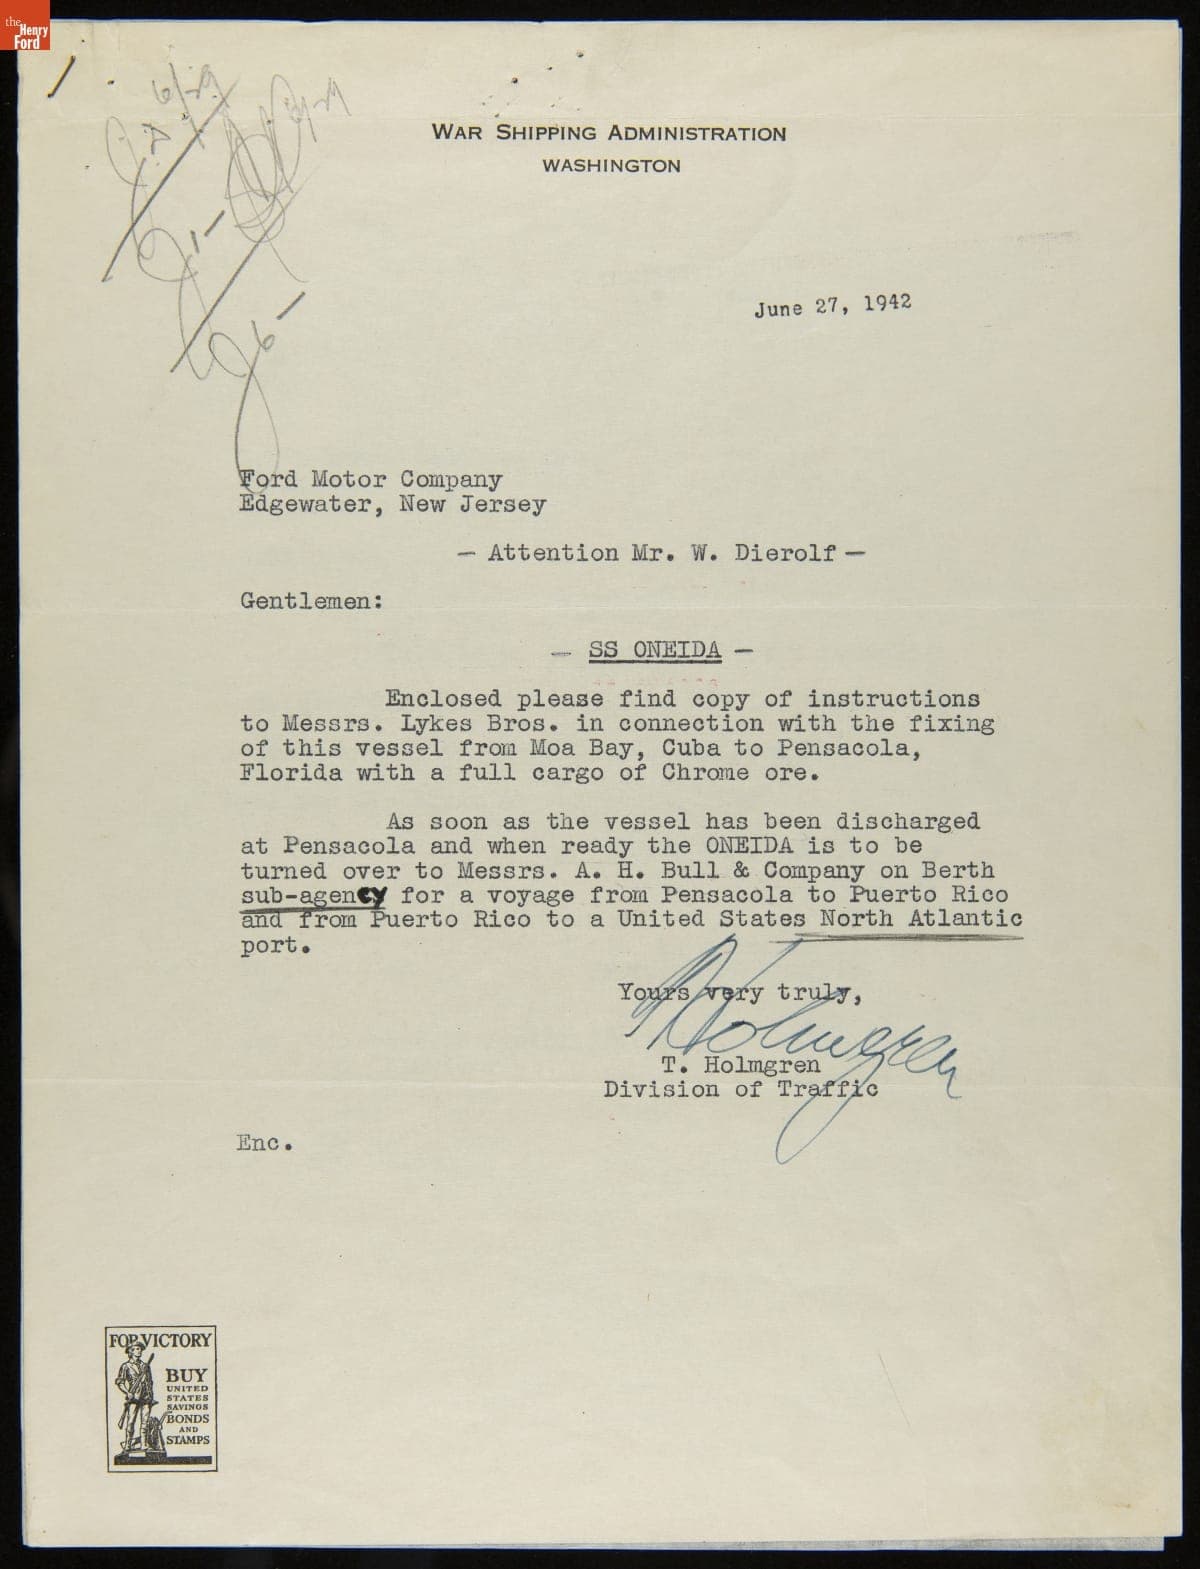 the
Henry
Ford
6/29
6/29
WAR SHIPPING ADMINISTRATION
WASHINGTON
June 27, 1942
Ford Motor Company
Edgewater, New Jersey
— Attention Mr. W. Dierolf —
Gentlemen:
— SS ONEIDA —
Enclosed please find copy of instructions
to Messrs. Lykes Bros. in connection with the fixing
of this vessel from Moa Bay, Cuba to Pensacola,
Florida with a full cargo of Chrome ore.
As soon as the vessel has been discharged
at Pensacola and when ready the ONEIDA is to be
turned over to Messrs. A. H. Bull & Company on Berth
sub-agency for a voyage from Pensacola to Puerto Rico
and from Puerto Rico to a United States North Atlantic
port.
Yours very truly,
T Holmgren
T. Holmgren
Division of Traffic
Enc.
FOR VICTORY
BUY
UNITED
STATES
SAVINGS
BONDS
AND
STAMPS